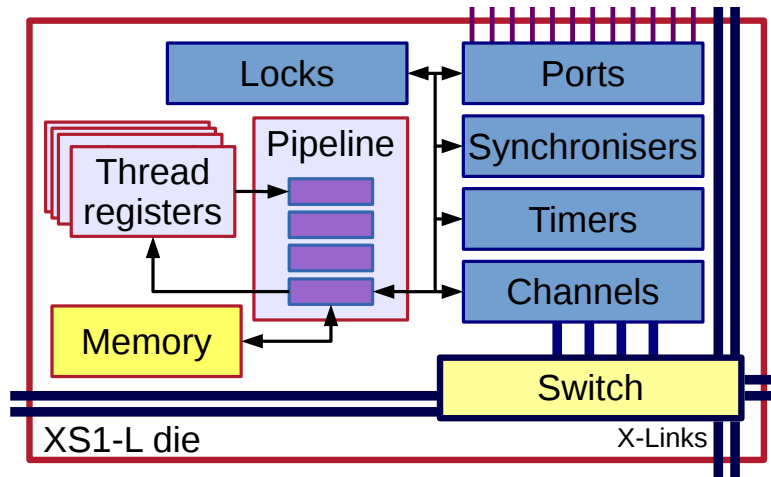 Locks
Ports
Pipeline
Synchronisers
Thread
registers
Timers
Channels
Memory
Switch
XS1-L die
X-Links